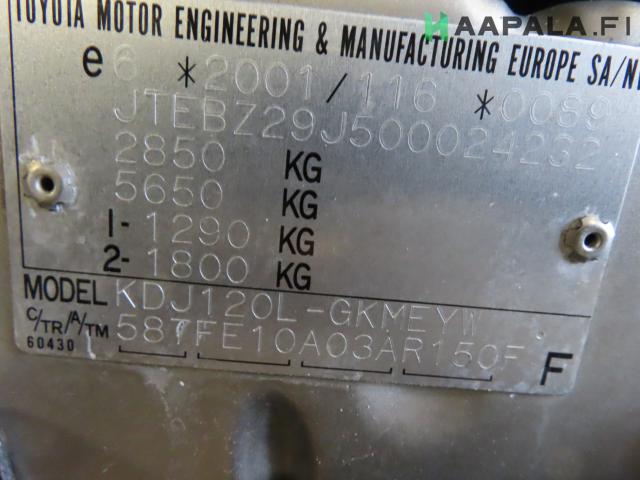 HAAPALA.FI
TOYOTA MOTOR ENGINEERING & MANUFACTURING EUROPE SA/N
e6 *2001/116 *0089
JTEBZ29J500024232
2850 KG
5650 KG
1- 1290 KG
2- 1800 KG
MODEL KDJ120L-GKMEYW
C/TR/A/TM 587FE10A03AR150F
60430 F